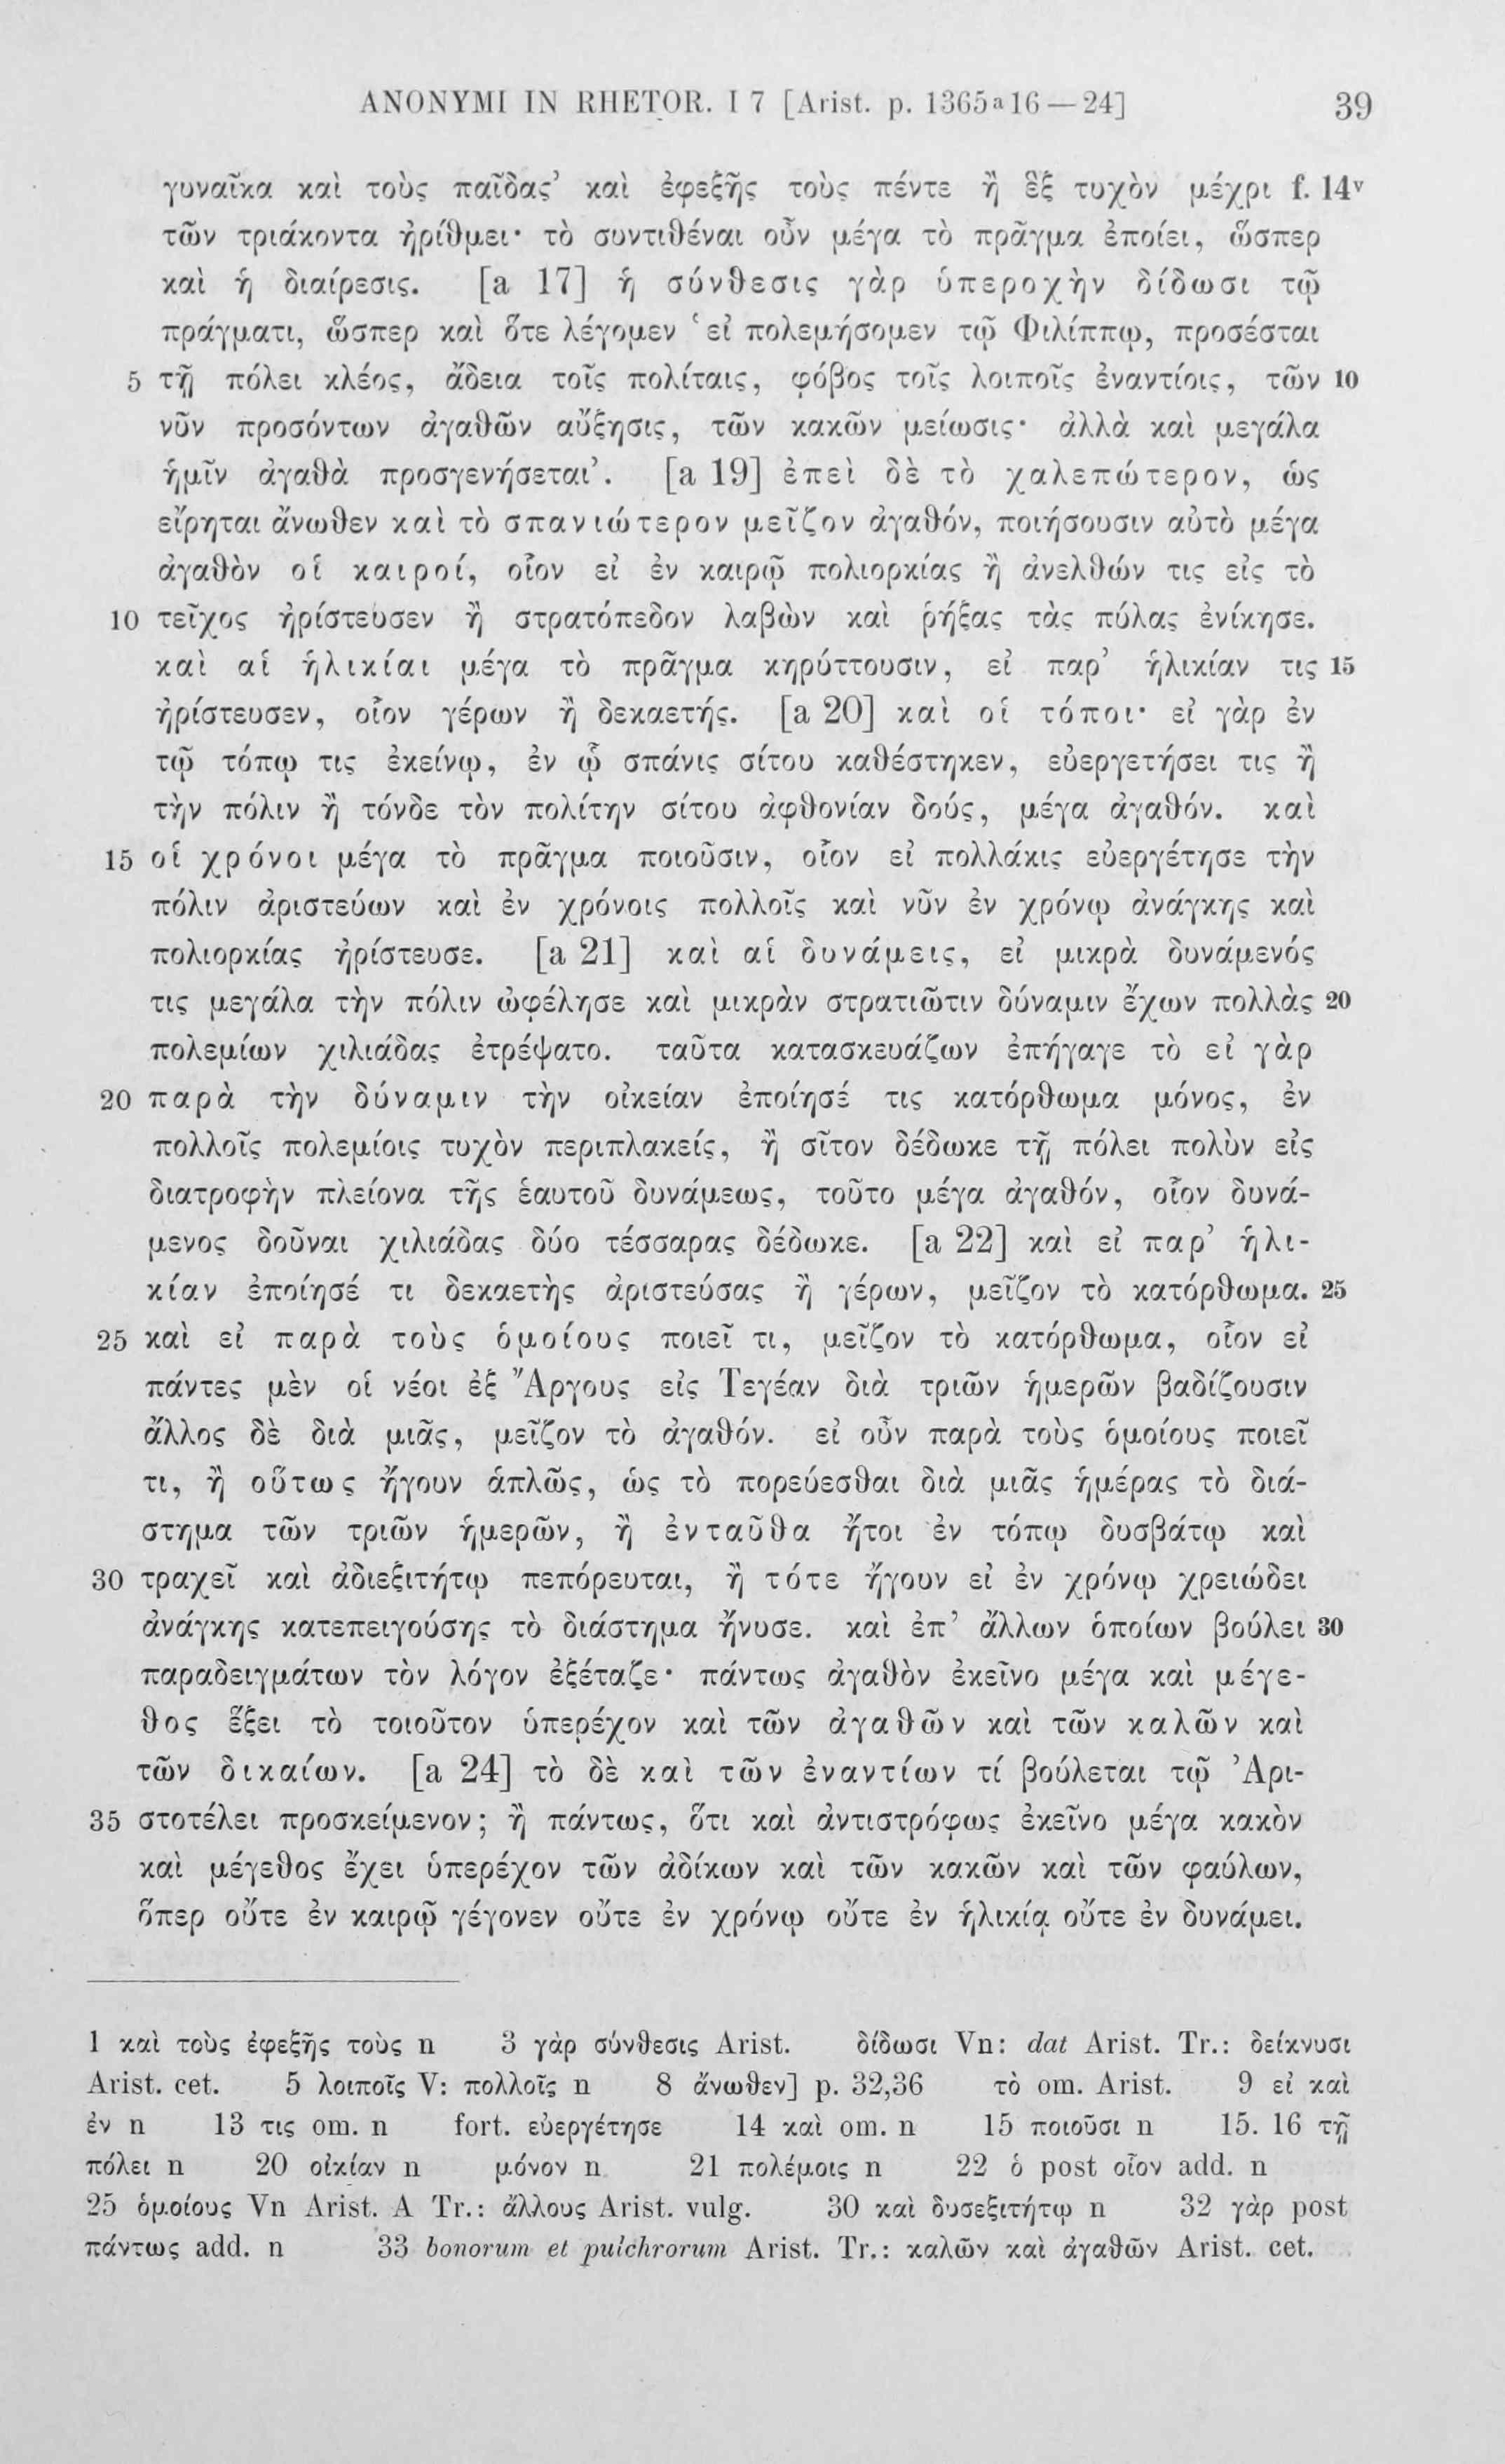 ANONYMI IN RHETOR. I 7 [Arist. p. 1365ᵃ16—24] 39
γυναῖκα καὶ τοὺς παῖδας’ καὶ ἐφεξῆς τοὺς πέντε ἢ ἓξ τυχὸν μέχρι f. 14ᵛ
τῶν τριάκοντα ἠρίθμει· τὸ συντιθέναι οὖν μέγα τὸ πρᾶγμα ἐποίει, ὥσπερ
καὶ ἡ διαίρεσις. [a 17] ἡ σύνθεσις γὰρ ὑπεροχὴν δίδωσι τῷ
πράγματι, ὥσπερ καὶ ὅτε λέγομεν ‘εἰ πολεμήσομεν τῷ Φιλίππῳ, προσέσται
5 τῇ πόλει κλέος, ἄδεια τοῖς πολίταις, φόβος τοῖς λοιποῖς ἐναντίοις, τῶν 10
νῦν προσόντων ἀγαθῶν αὔξησις, τῶν κακῶν μείωσις· ἀλλὰ καὶ μεγάλα
ἡμῖν ἀγαθὰ προσγενήσεται’. [a 19] ἐπεὶ δὲ τὸ χαλεπώτερον, ὡς
εἴρηται ἄνωθεν καὶ τὸ σπανιώτερον μεῖζον ἀγαθόν, ποιήσουσιν αὐτὸ μέγα
ἀγαθὸν οἱ καιροί, οἷον εἰ ἐν καιρῷ πολιορκίας ἢ ἀνελθών τις εἰς τὸ
10 τεῖχος ἠρίστευσεν ἢ στρατόπεδον λαβὼν καὶ ῥήξας τὰς πύλας ἐνίκησε.
καὶ αἱ ἡλικίαι μέγα τὸ πρᾶγμα κηρύττουσιν, εἰ παρ’ ἡλικίαν τις 15
ἠρίστευσεν, οἷον γέρων ἢ δεκαετής. [a 20] καὶ οἱ τόποι· εἰ γὰρ ἐν
τῷ τόπῳ τις ἐκείνῳ, ἐν ᾧ σπάνις σίτου καθέστηκεν, εὐεργετήσει τις ἢ
τὴν πόλιν ἢ τόνδε τὸν πολίτην σίτου ἀφθονίαν δούς, μέγα ἀγαθόν. καὶ
15 οἱ χρόνοι μέγα τὸ πρᾶγμα ποιοῦσιν, οἷον εἰ πολλάκις εὐεργέτησε τὴν
πόλιν ἀριστεύων καὶ ἐν χρόνοις πολλοῖς καὶ νῦν ἐν χρόνῳ ἀνάγκης καὶ
πολιορκίας ἠρίστευσε. [a 21] καὶ αἱ δυνάμεις, εἰ μικρὰ δυνάμενός
τις μεγάλα τὴν πόλιν ὠφέλησε καὶ μικρὰν στρατιῶτιν δύναμιν ἔχων πολλὰς 20
πολεμίων χιλιάδας ἐτρέψατο. ταῦτα κατασκευάζων ἐπήγαγε τὸ εἰ γὰρ
20 παρὰ τὴν δύναμιν τὴν οἰκείαν ἐποίησέ τις κατόρθωμα μόνος, ἐν
πολλοῖς πολεμίοις τυχὸν περιπλακείς, ἢ σῖτον δέδωκε τῇ πόλει πολὺν εἰς
διατροφὴν πλείονα τῆς ἑαυτοῦ δυνάμεως, τοῦτο μέγα ἀγαθόν, οἷον δυνά-
μενος δοῦναι χιλιάδας δύο τέσσαρας δέδωκε. [a 22] καὶ εἰ παρ’ ἡλι-
κίαν ἐποίησέ τι δεκαετὴς ἀριστεύσας ἢ γέρων, μεῖζον τὸ κατόρθωμα. 25
25 καὶ εἰ παρὰ τοὺς ὁμοίους ποιεῖ τι, μεῖζον τὸ κατόρθωμα, οἷον εἰ
πάντες μὲν οἱ νέοι ἐξ Ἄργους εἰς Τεγέαν διὰ τριῶν ἡμερῶν βαδίζουσιν
ἄλλος δὲ διὰ μιᾶς, μεῖζον τὸ ἀγαθόν. εἰ οὖν παρὰ τοὺς ὁμοίους ποιεῖ
τι, ἢ οὕτως ἤγουν ἁπλῶς, ὡς τὸ πορεύεσθαι διὰ μιᾶς ἡμέρας τὸ διά-
στημα τῶν τριῶν ἡμερῶν, ἢ ἐνταῦθα ἤτοι ἐν τόπῳ δυσβάτῳ καὶ
30 τραχεῖ καὶ ἀδιεξιτήτῳ πεπόρευται, ἢ τότε ἤγουν εἰ ἐν χρόνῳ χρειώδει
ἀνάγκης κατεπειγούσης τὸ διάστημα ἤνυσε. καὶ ἐπ’ ἄλλων ὁποίων βούλει 30
παραδειγμάτων τὸν λόγον ἐξέταζε· πάντως ἀγαθὸν ἐκεῖνο μέγα καὶ μέγε-
θος ἕξει τὸ τοιοῦτον ὑπερέχον καὶ τῶν ἀγαθῶν καὶ τῶν καλῶν καὶ
τῶν δικαίων. [a 24] τὸ δὲ καὶ τῶν ἐναντίων τί βούλεται τῷ Ἀρι-
35 στοτέλει προσκείμενον; ἢ πάντως, ὅτι καὶ ἀντιστρόφως ἐκεῖνο μέγα κακὸν
καὶ μέγεθος ἔχει ὑπερέχον τῶν ἀδίκων καὶ τῶν κακῶν καὶ τῶν φαύλων,
ὅπερ οὔτε ἐν καιρῷ γέγονεν οὔτε ἐν χρόνῳ οὔτε ἐν ἡλικίᾳ οὔτε ἐν δυνάμει.
1 καὶ τοὺς ἐφεξῆς τοὺς n 3 γὰρ σύνθεσις Arist. δίδωσι Vn: dat Arist. Tr.: δείκνυσι
Arist. cet. 5 λοιποῖς V: πολλοῖς n 8 ἄνωθεν] p. 32,36 τὸ om. Arist. 9 εἰ καὶ
ἐν n 13 τις om. n fort. εὐεργέτησε 14 καὶ om. n 15 ποιοῦσι n 15. 16 τῇ
πόλει n 20 οἰκίαν n μόνον n 21 πολέμοις n 22 ὁ post οἷον add. n
25 ὁμοίους Vn Arist. A Tr.: ἄλλους Arist. vulg. 30 καὶ δυσεξιτήτῳ n 32 γὰρ post
πάντως add. n 33 bonorum et pulchrorum Arist. Tr.: καλῶν καὶ ἀγαθῶν Arist. cet.